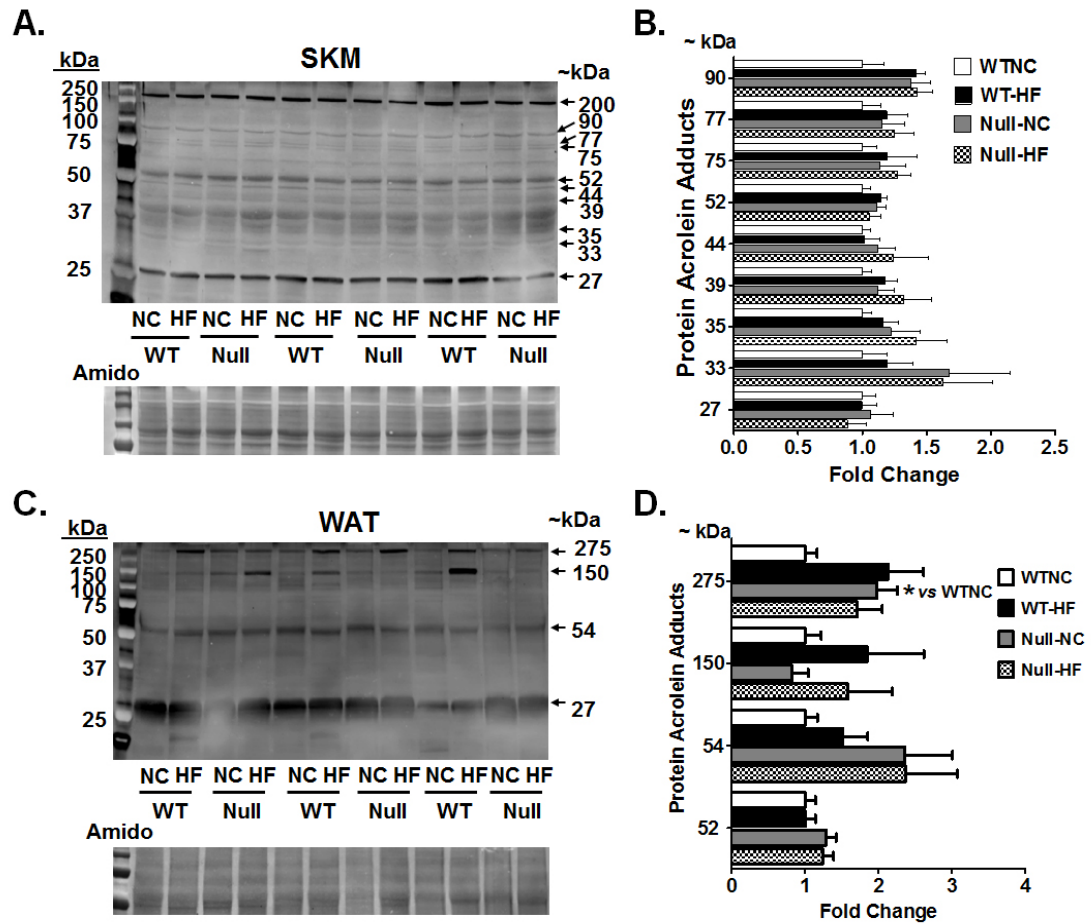 A.
SKM
kDa
~kDa
250
150
100
75
50
37
25
200
90
77
75
52
44
39
35
33
27
NC HF NC HF NC HF NC HF NC HF NC HF
WT Null WT Null WT Null
Amido
B.
~ kDa
Protein Acrolein Adducts
90
77
75
52
44
39
35
33
27
WTNC
WT-HF
Null-NC
Null-HF
0.0 0.5 1.0 1.5 2.0 2.5
Fold Change
C.
WAT
kDa
~kDa
250
150
100
75
50
37
25
275
150
54
27
NC HF NC HF NC HF NC HF NC HF NC HF
WT Null WT Null WT Null
Amido
D.
~ kDa
Protein Acrolein Adducts
275
150
54
52
* vs WTNC
WTNC
WT-HF
Null-NC
Null-HF
0 1 2 3 4
Fold Change